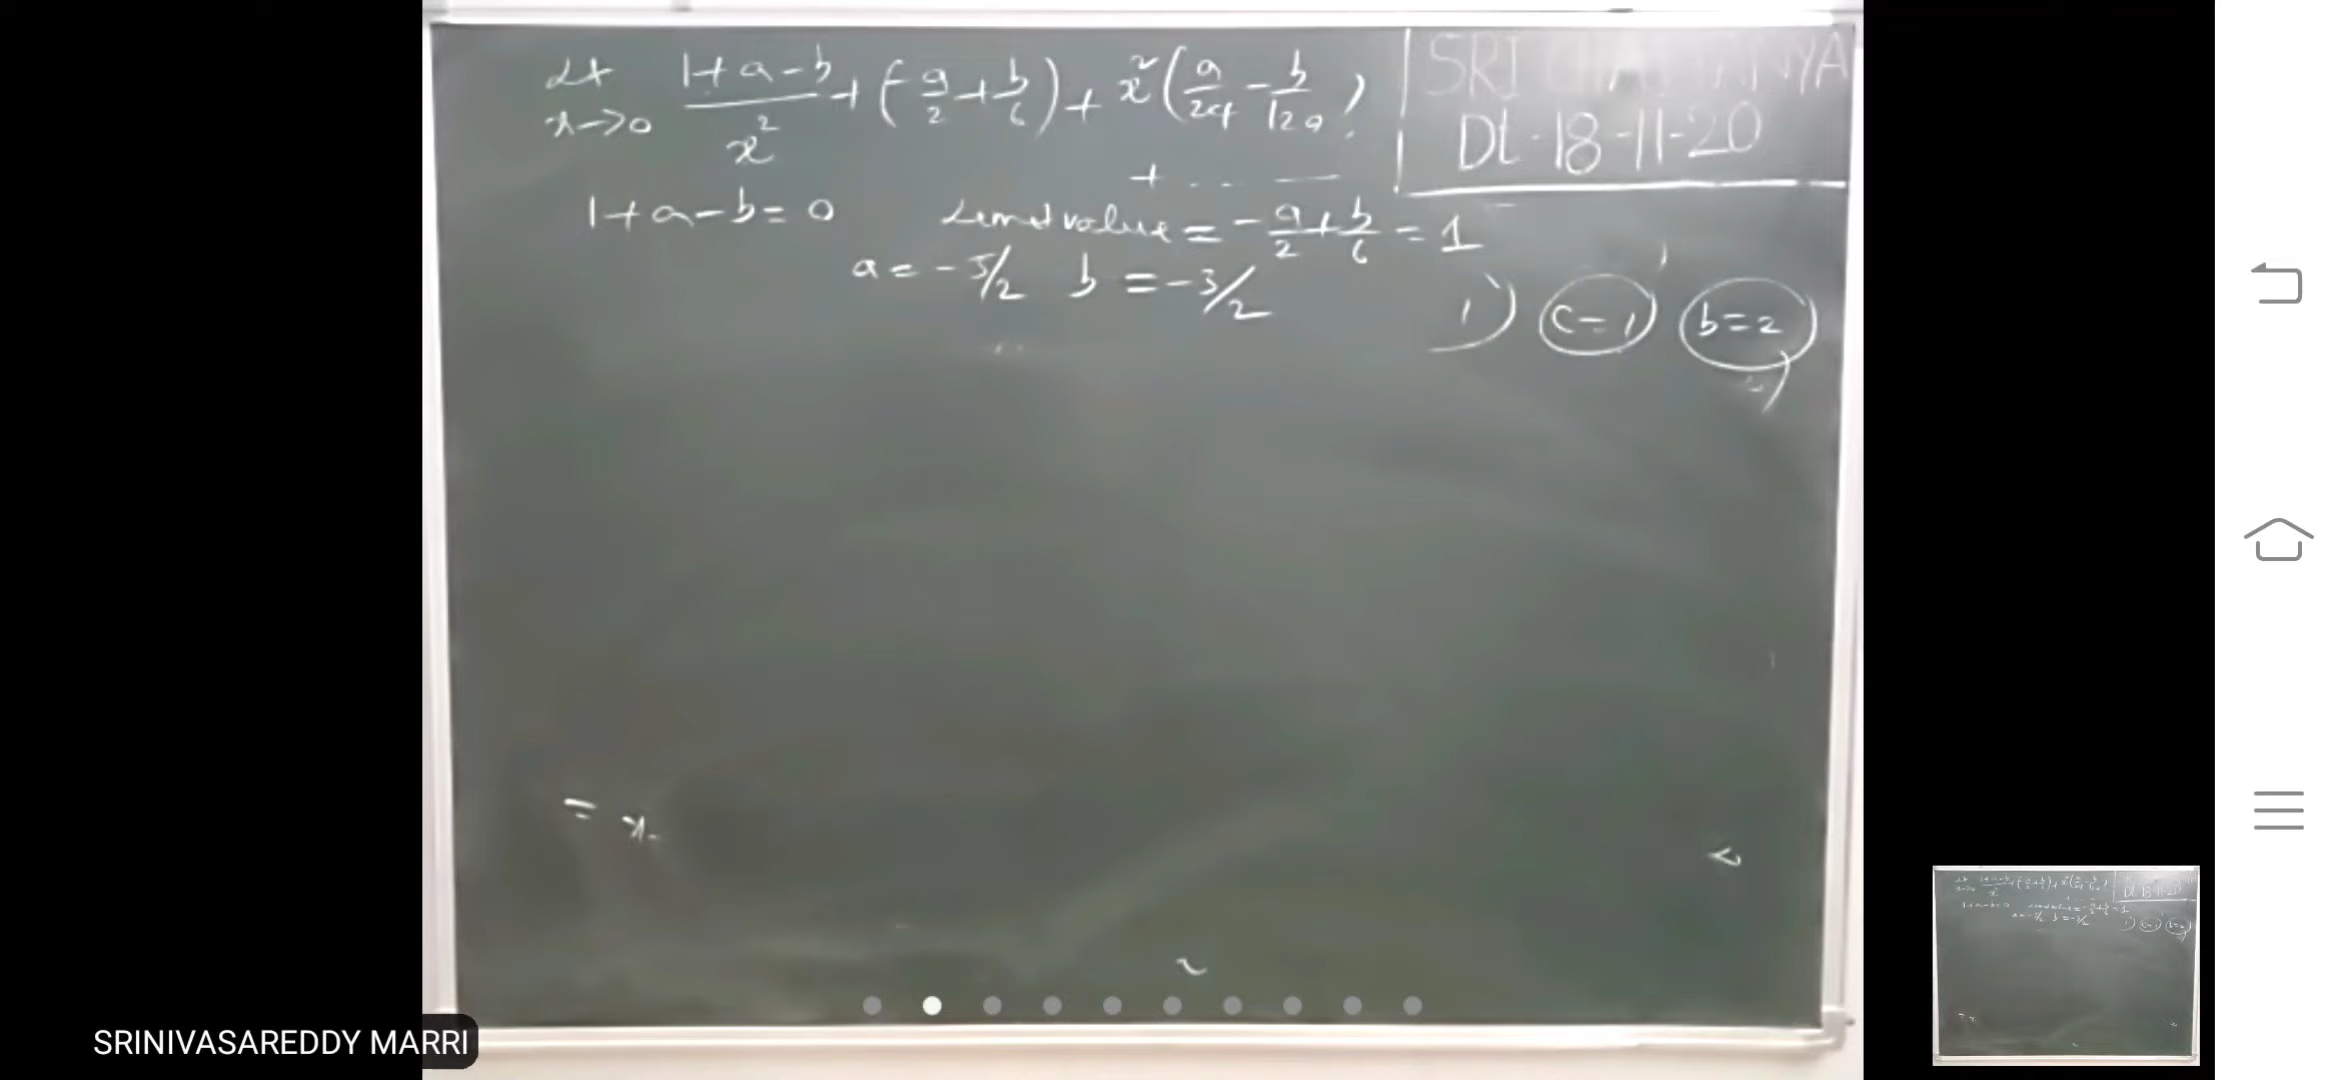 Lt x→0 (1+a-b)/x² + (-a/2 + b/6) + x²(a/24 - b/120)
+ .. —
1+a-b=0
Limit value = -a/2 + b/6 = 1
a = -5/2 b = -3/2
SRI CHAITANYA
Dt-18-11-20
1) c=1 b=2
= x
SRINIVASAREDDY MARRI